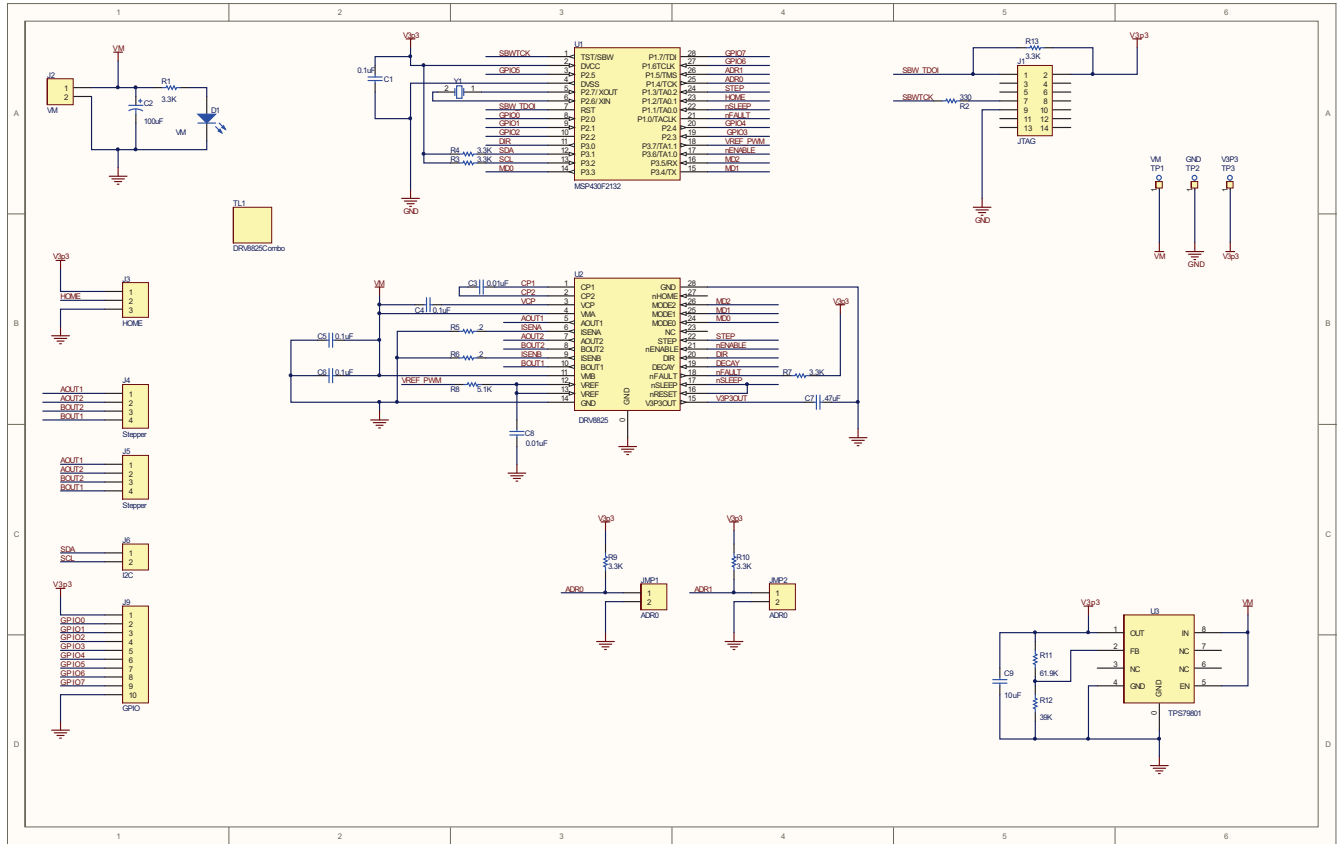 1 2 3 4 5 6
A A
VM
J2
1
2
VM
R1
3.3K
C2
100uF
VM
D1
V3p3
0.1uF
C1
2 Y1 1
R4 3.3K
R3 3.3K
GND
U1
SBWTCK 1 TST/SBW P1.7/TDI 28 GPIO7
2 DVCC P1.6TCLK 27 GPIO6
GPIO5 3 P2.5 P1.5/TMS 26 ADR1
4 DVSS P1.4/TCK 25 ADR0
5 P2.7/ XOUT P1.3/TA0.2 24 STEP
6 P2.6/ XIN P1.2/TA0.1 23 HOME
SBW_TDOI 7 RST P1.1/TA0.0 22 nSLEEP
GPIO0 8 P2.0 P1.0/TACLK 21 nFAULT
GPIO1 9 P2.1 P2.4 20 GPIO4
GPIO2 10 P2.2 P2.3 19 GPIO3
DIR 11 P3.0 P3.7/TA1.1 18 VREF_PWM
SDA 12 P3.1 P3.6/TA1.0 17 nENABLE
SCL 13 P3.2 P3.5/RX 16 MD2
MD0 14 P3.3 P3.4/TX 15 MD1
MSP430F2132
R13
3.3K
V3p3
J1
SBW_TDOI 1 2
3 4
5 6
SBWTCK 330 7 8
R2
9 10
11 12
13 14
JTAG
GND
VM GND V3P3
TP1 TP2 TP3
1 1 1
VM GND V3p3
TL1
DRV8825Combo
B B
V3p3
J3
1
HOME 2
3
HOME
VM
C3 0.01uF
C4 0.1uF
C5 0.1uF
C6 0.1uF
R5 .2
R6 .2
VREF_PWM
R8 5.1K
C8
0.01uF
U2
CP1 1 CP1 GND 28
CP2 2 CP2 nHOME 27
VCP 3 VCP MODE2 26 MD2
4 VMA MODE1 25 MD1
AOUT1 5 AOUT1 MODE0 24 MD0
ISENA 6 ISENA NC 23
AOUT2 7 AOUT2 STEP 22 STEP
BOUT2 8 BOUT2 nENABLE 21 nENABLE
ISENB 9 ISENB DIR 20 DIR
BOUT1 10 BOUT1 DECAY 19 DECAY
11 VMB nFAULT 18 nFAULT
12 VREF nSLEEP 17 nSLEEP
13 VREF nRESET 16
14 GND V3P3OUT 15 V3P3OUT
GND
0
DRV8825
V3p3
R7 3.3K
C7 .47uF
J4
AOUT1 1
AOUT2 2
BOUT2 3
BOUT1 4
Stepper
J5
AOUT1 1
AOUT2 2
BOUT2 3
BOUT1 4
Stepper
C C
J6
SDA 1
SCL 2
I2C
V3p3
R9
3.3K
JMP1
ADR0 1
2
ADR0
V3p3
R10
3.3K
JMP2
ADR1 1
2
ADR0
V3p3
J9
1
GPIO0 2
GPIO1 3
GPIO2 4
GPIO3 5
GPIO4 6
GPIO5 7
GPIO6 8
GPIO7 9
10
GPIO
V3p3
U3
VM
1 OUT IN 8
2 FB NC 7
3 NC NC 6
4 GND EN 5
GND
0
TPS79801
C9
10uF
R11
61.9K
R12
39K
D D
1 2 3 4 5 6